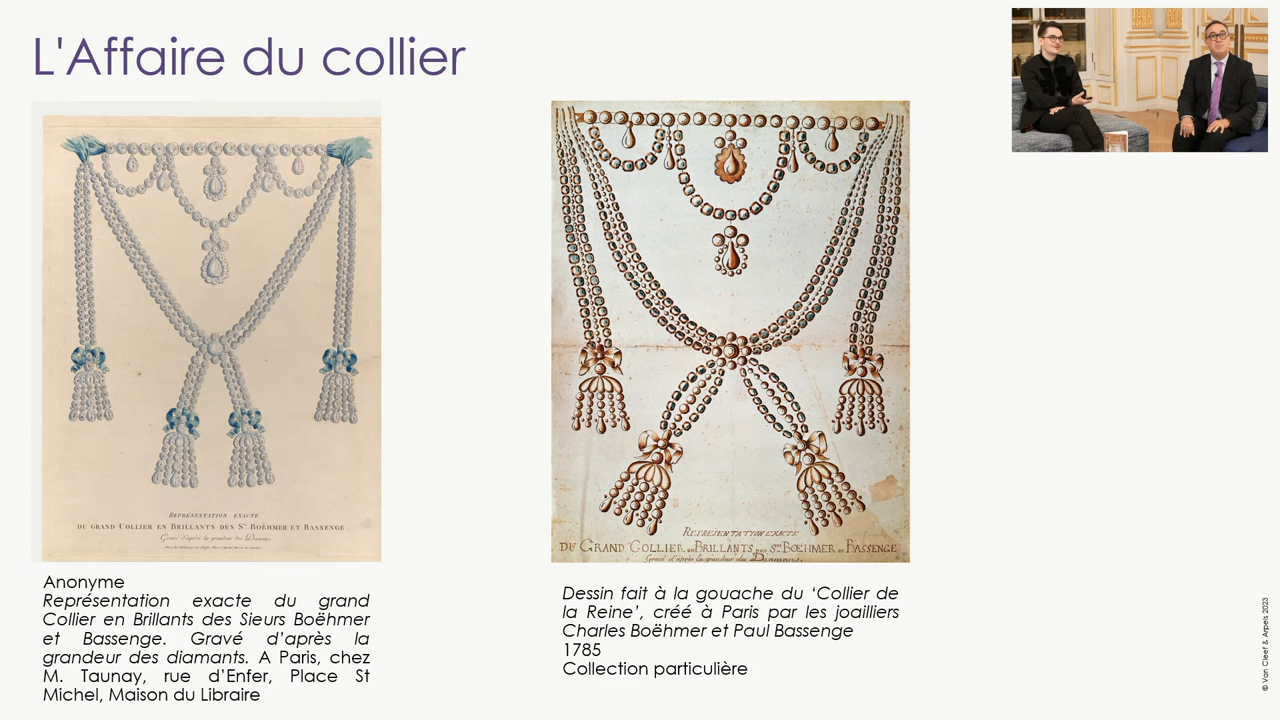 L'Affaire du collier
REPRÉSENTATION EXACTE
DU GRAND COLLIER EN BRILLANTS DES Srs BOËHMER ET BASSENGE.
Gravé d'après la grandeur des Diamans
Anonyme
Représentation exacte du grand
Collier en Brillants des Sieurs Boëhmer
et Bassenge. Gravé d’après la
grandeur des diamants. A Paris, chez
M. Taunay, rue d’Enfer, Place St
Michel, Maison du Libraire
REPRESENTATION EXACTE
DU GRAND COLLIER EN BRILLANTS DES Srs BŒHMER ET BASSENGE
Gravé d'après la grandeur des Diamans.
Dessin fait à la gouache du ‘Collier de
la Reine’, créé à Paris par les joailliers
Charles Boëhmer et Paul Bassenge
1785
Collection particulière
© Van Cleef & Arpels 2023